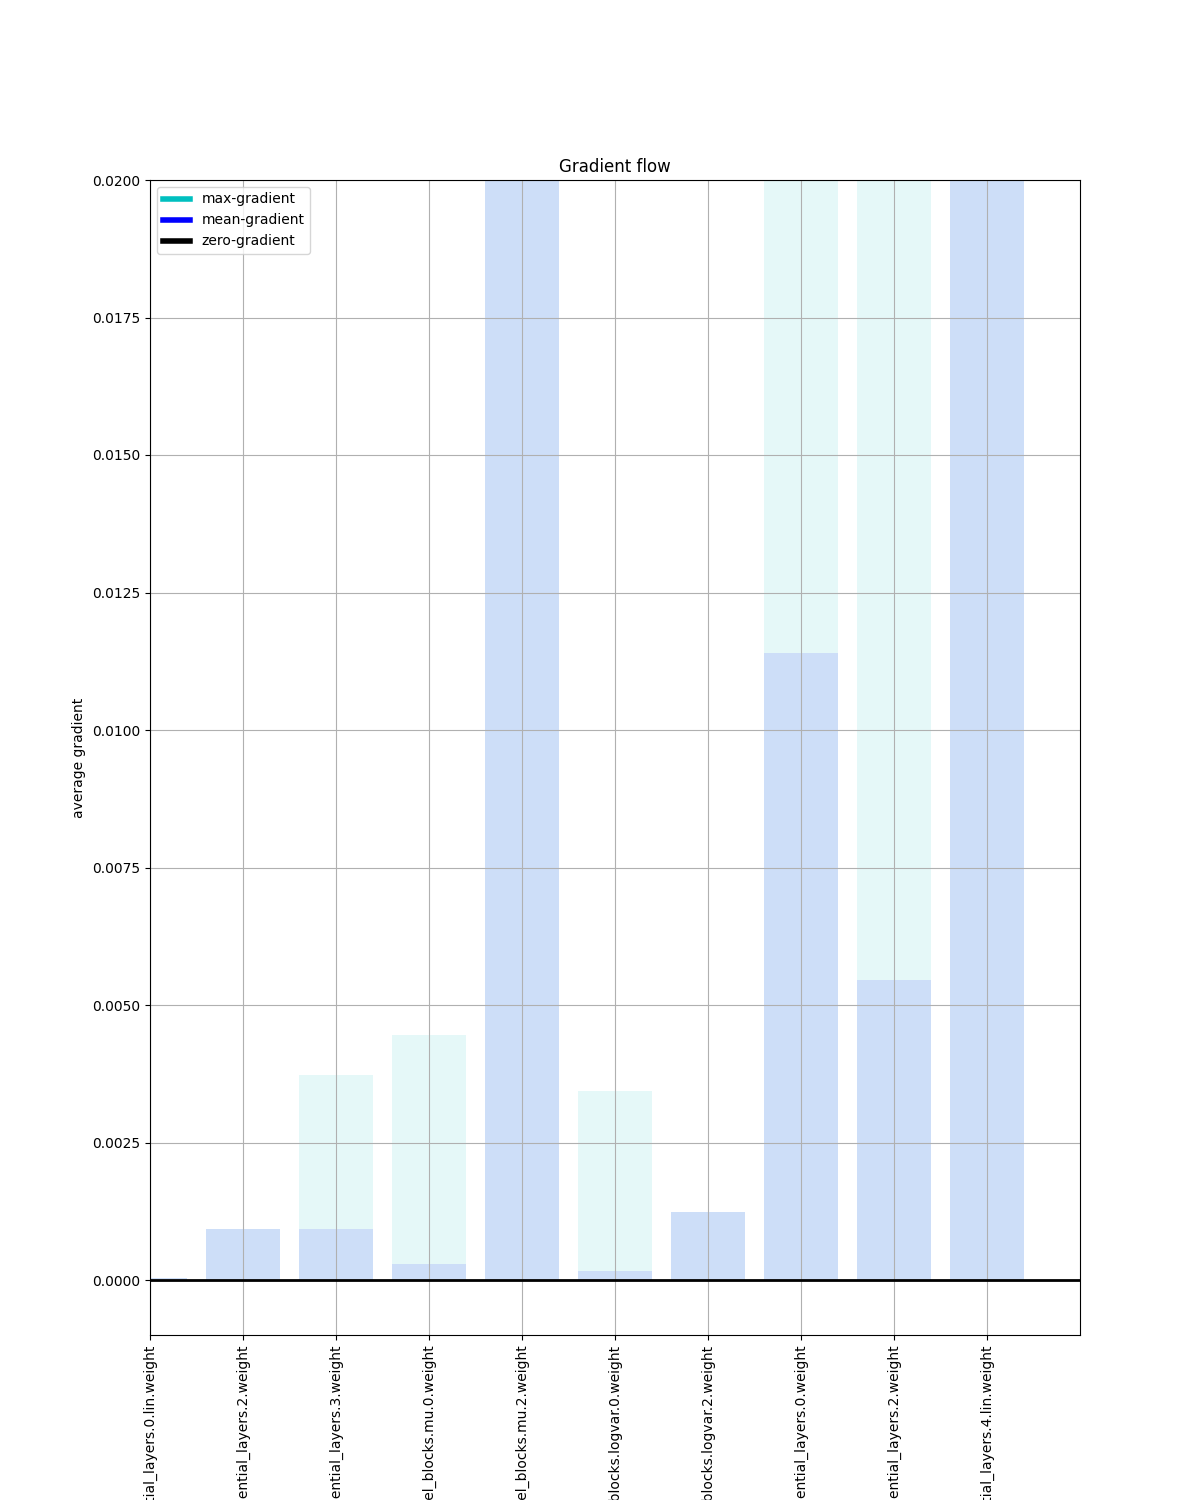 Gradient flow
max-gradient
mean-gradient
zero-gradient
0.0200
0.0175
0.0150
0.0125
0.0100
0.0075
0.0050
0.0025
0.0000
average gradient
tial_layers.0.lin.weight
ential_layers.2.weight
ential_layers.3.weight
el_blocks.mu.0.weight
el_blocks.mu.2.weight
blocks.logvar.0.weight
blocks.logvar.2.weight
ential_layers.0.weight
ential_layers.2.weight
tial_layers.4.lin.weight